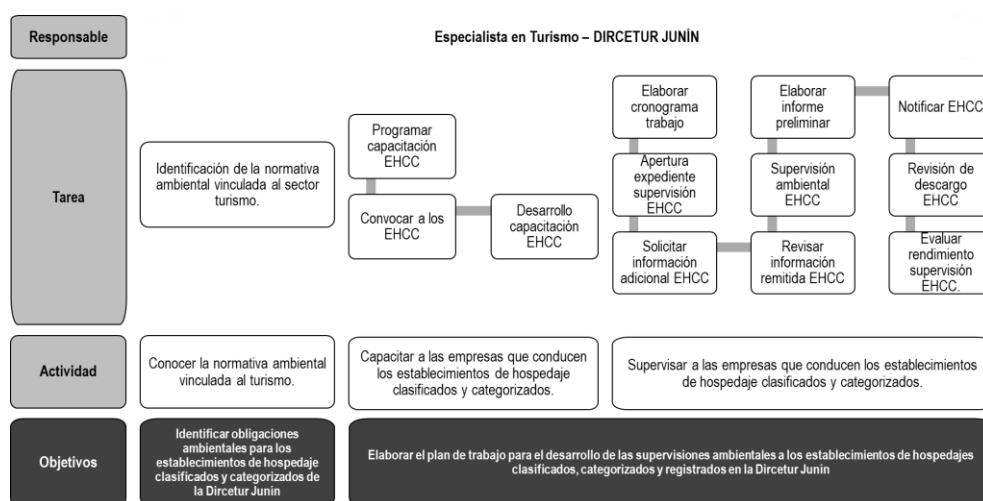 Responsable
Especialista en Turismo – DIRCETUR JUNÍN
Tarea
Identificación de la normativa
ambiental vinculada al sector
turismo.
Programar
capacitación
EHCC
Convocar a los
EHCC
Desarrollo
capacitación
EHCC
Elaborar
cronograma
trabajo
Apertura
expediente
supervisión
EHCC
Solicitar
información
adicional EHCC
Revisar
información
remitida EHCC
Supervisión
ambiental
EHCC
Elaborar
informe
preliminar
Notificar EHCC
Revisión de
descargo
EHCC
Evaluar
rendimiento
supervisión
EHCC.
Actividad
Conocer la normativa ambiental
vinculada al turismo.
Capacitar a las empresas que conducen
los establecimientos de hospedaje
clasificados y categorizados.
Supervisar a las empresas que conducen los establecimientos
de hospedaje clasificados y categorizados.
Objetivos
Identificar obligaciones
ambientales para los
establecimientos de hospedaje
clasificados y categorizados de
la Dircetur Junin
Elaborar el plan de trabajo para el desarrollo de las supervisiones ambientales a los establecimientos de hospedajes
clasificados, categorizados y registrados en la Dircetur Junin